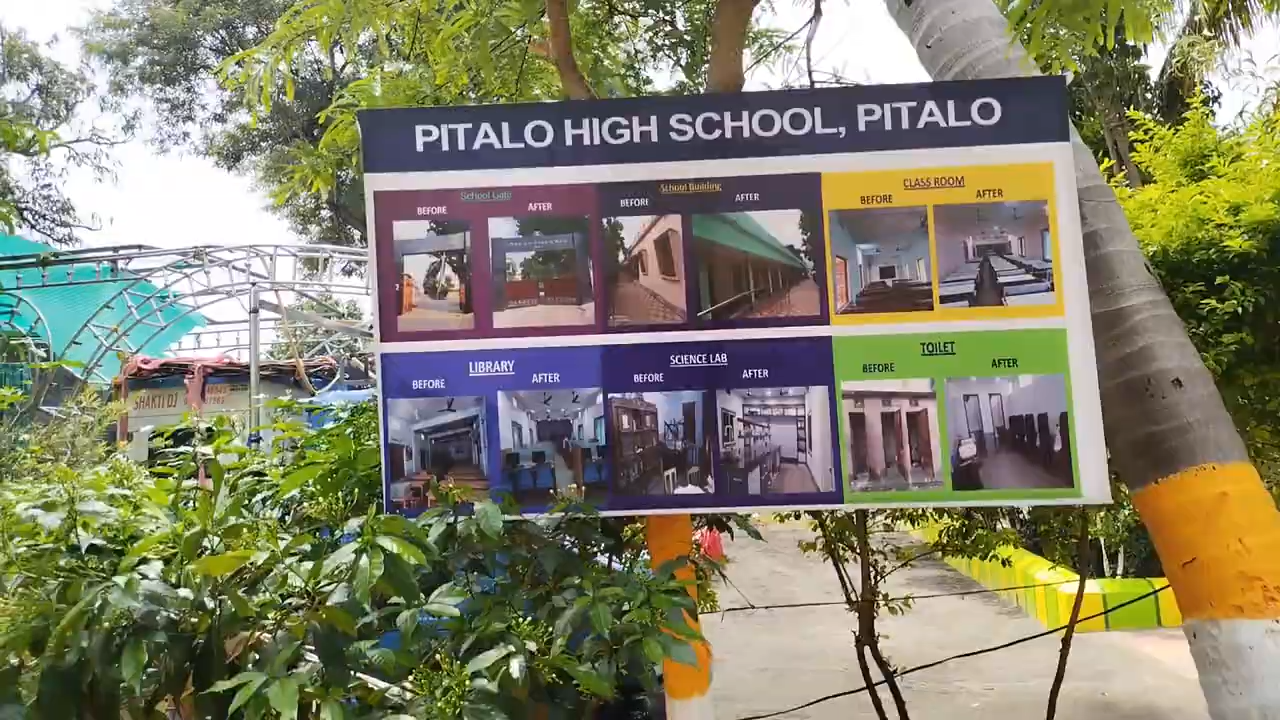 PITALO HIGH SCHOOL, PITALO
School Gate
BEFORE AFTER
School Building
BEFORE AFTER
CLASS ROOM
BEFORE AFTER
LIBRARY
BEFORE AFTER
SCIENCE LAB
BEFORE AFTER
TOILET
BEFORE AFTER
SHAKTI DJ